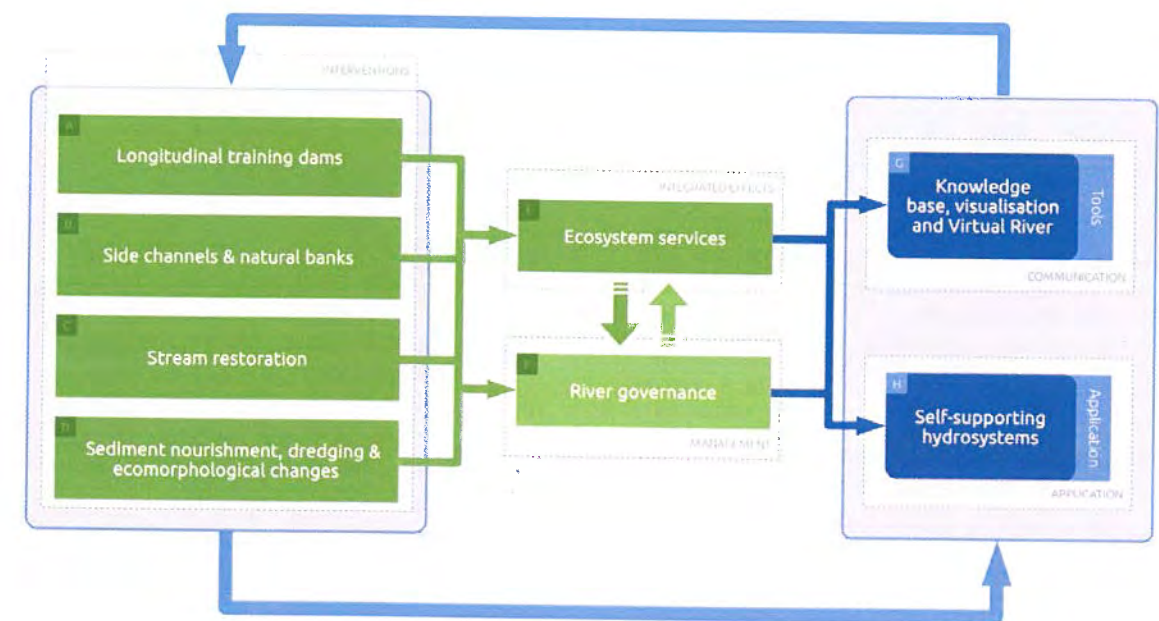 INTERVENTIONS
A
Longitudinal training dams
B
Side channels & natural banks
C
Stream restoration
D
Sediment nourishment, dredging &
ecomorphological changes
INTEGRATED EFFECTS
E
Ecosystem services
F
River governance
MANAGEMENT
G
Knowledge
base, visualisation
and Virtual River
Tools
COMMUNICATION
H
Self-supporting
hydrosystems
Application
APPLICATION